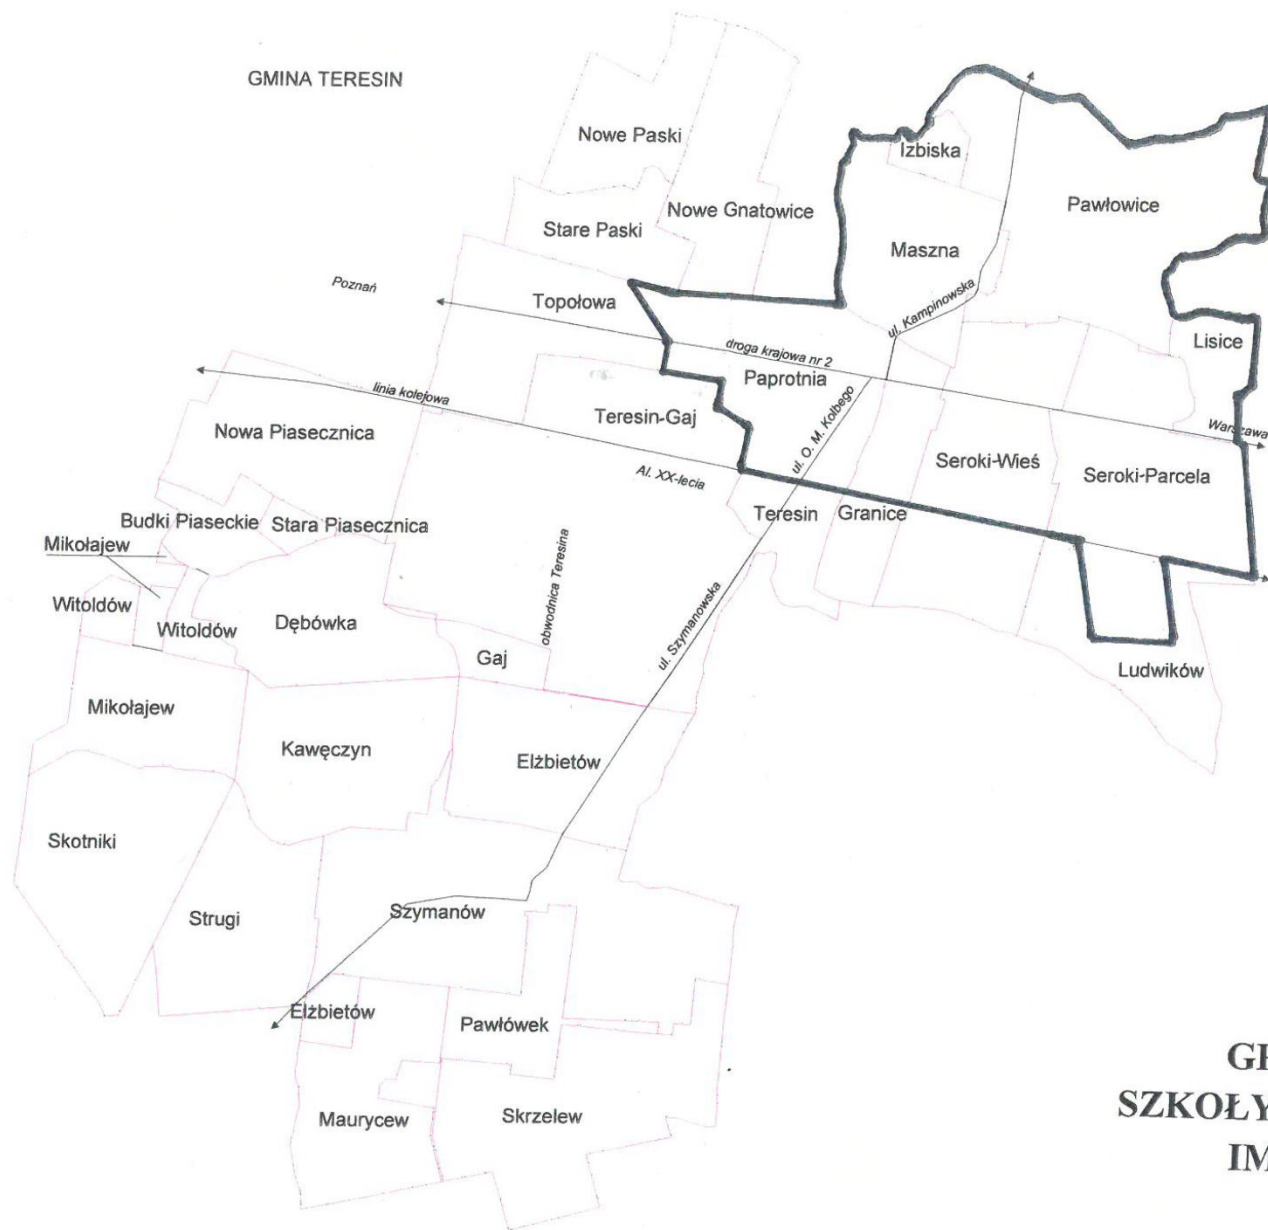 GMINA TERESIN
Nowe Paski
Izbiska
Pawłowice
Nowe Gnatowice
Stare Paski
Maszna
Poznań
Topołowa
ul. Kampinowska
Lisice
droga krajowa nr 2
Paprotnia
linia kolejowa
Teresin-Gaj
ul. O. M. Kolbego
Warszawa
Nowa Piasecznica
Seroki-Wieś
Seroki-Parcela
Al. XX-lecia
Teresin
Granice
Budki Piaseckie
Stara Piasecznica
Mikołajew
obwodnica Teresina
Witoldów
Witoldów
Dębówka
ul. Szymanowska
Gaj
Ludwików
Mikołajew
Kawęczyn
Elżbietów
Skotniki
Strugi
Szymanów
Elżbietów
Pawłówek
SZKOŁY
IM
Maurycew
Skrzelew